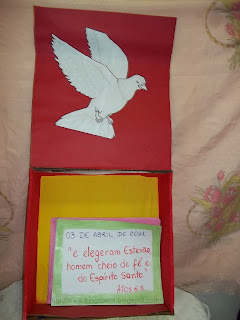 03 DE ABRIL DE 2011
"e elegeram Estevão,
homem cheio de fé e
do Espírito Santo"
Atos 6:5